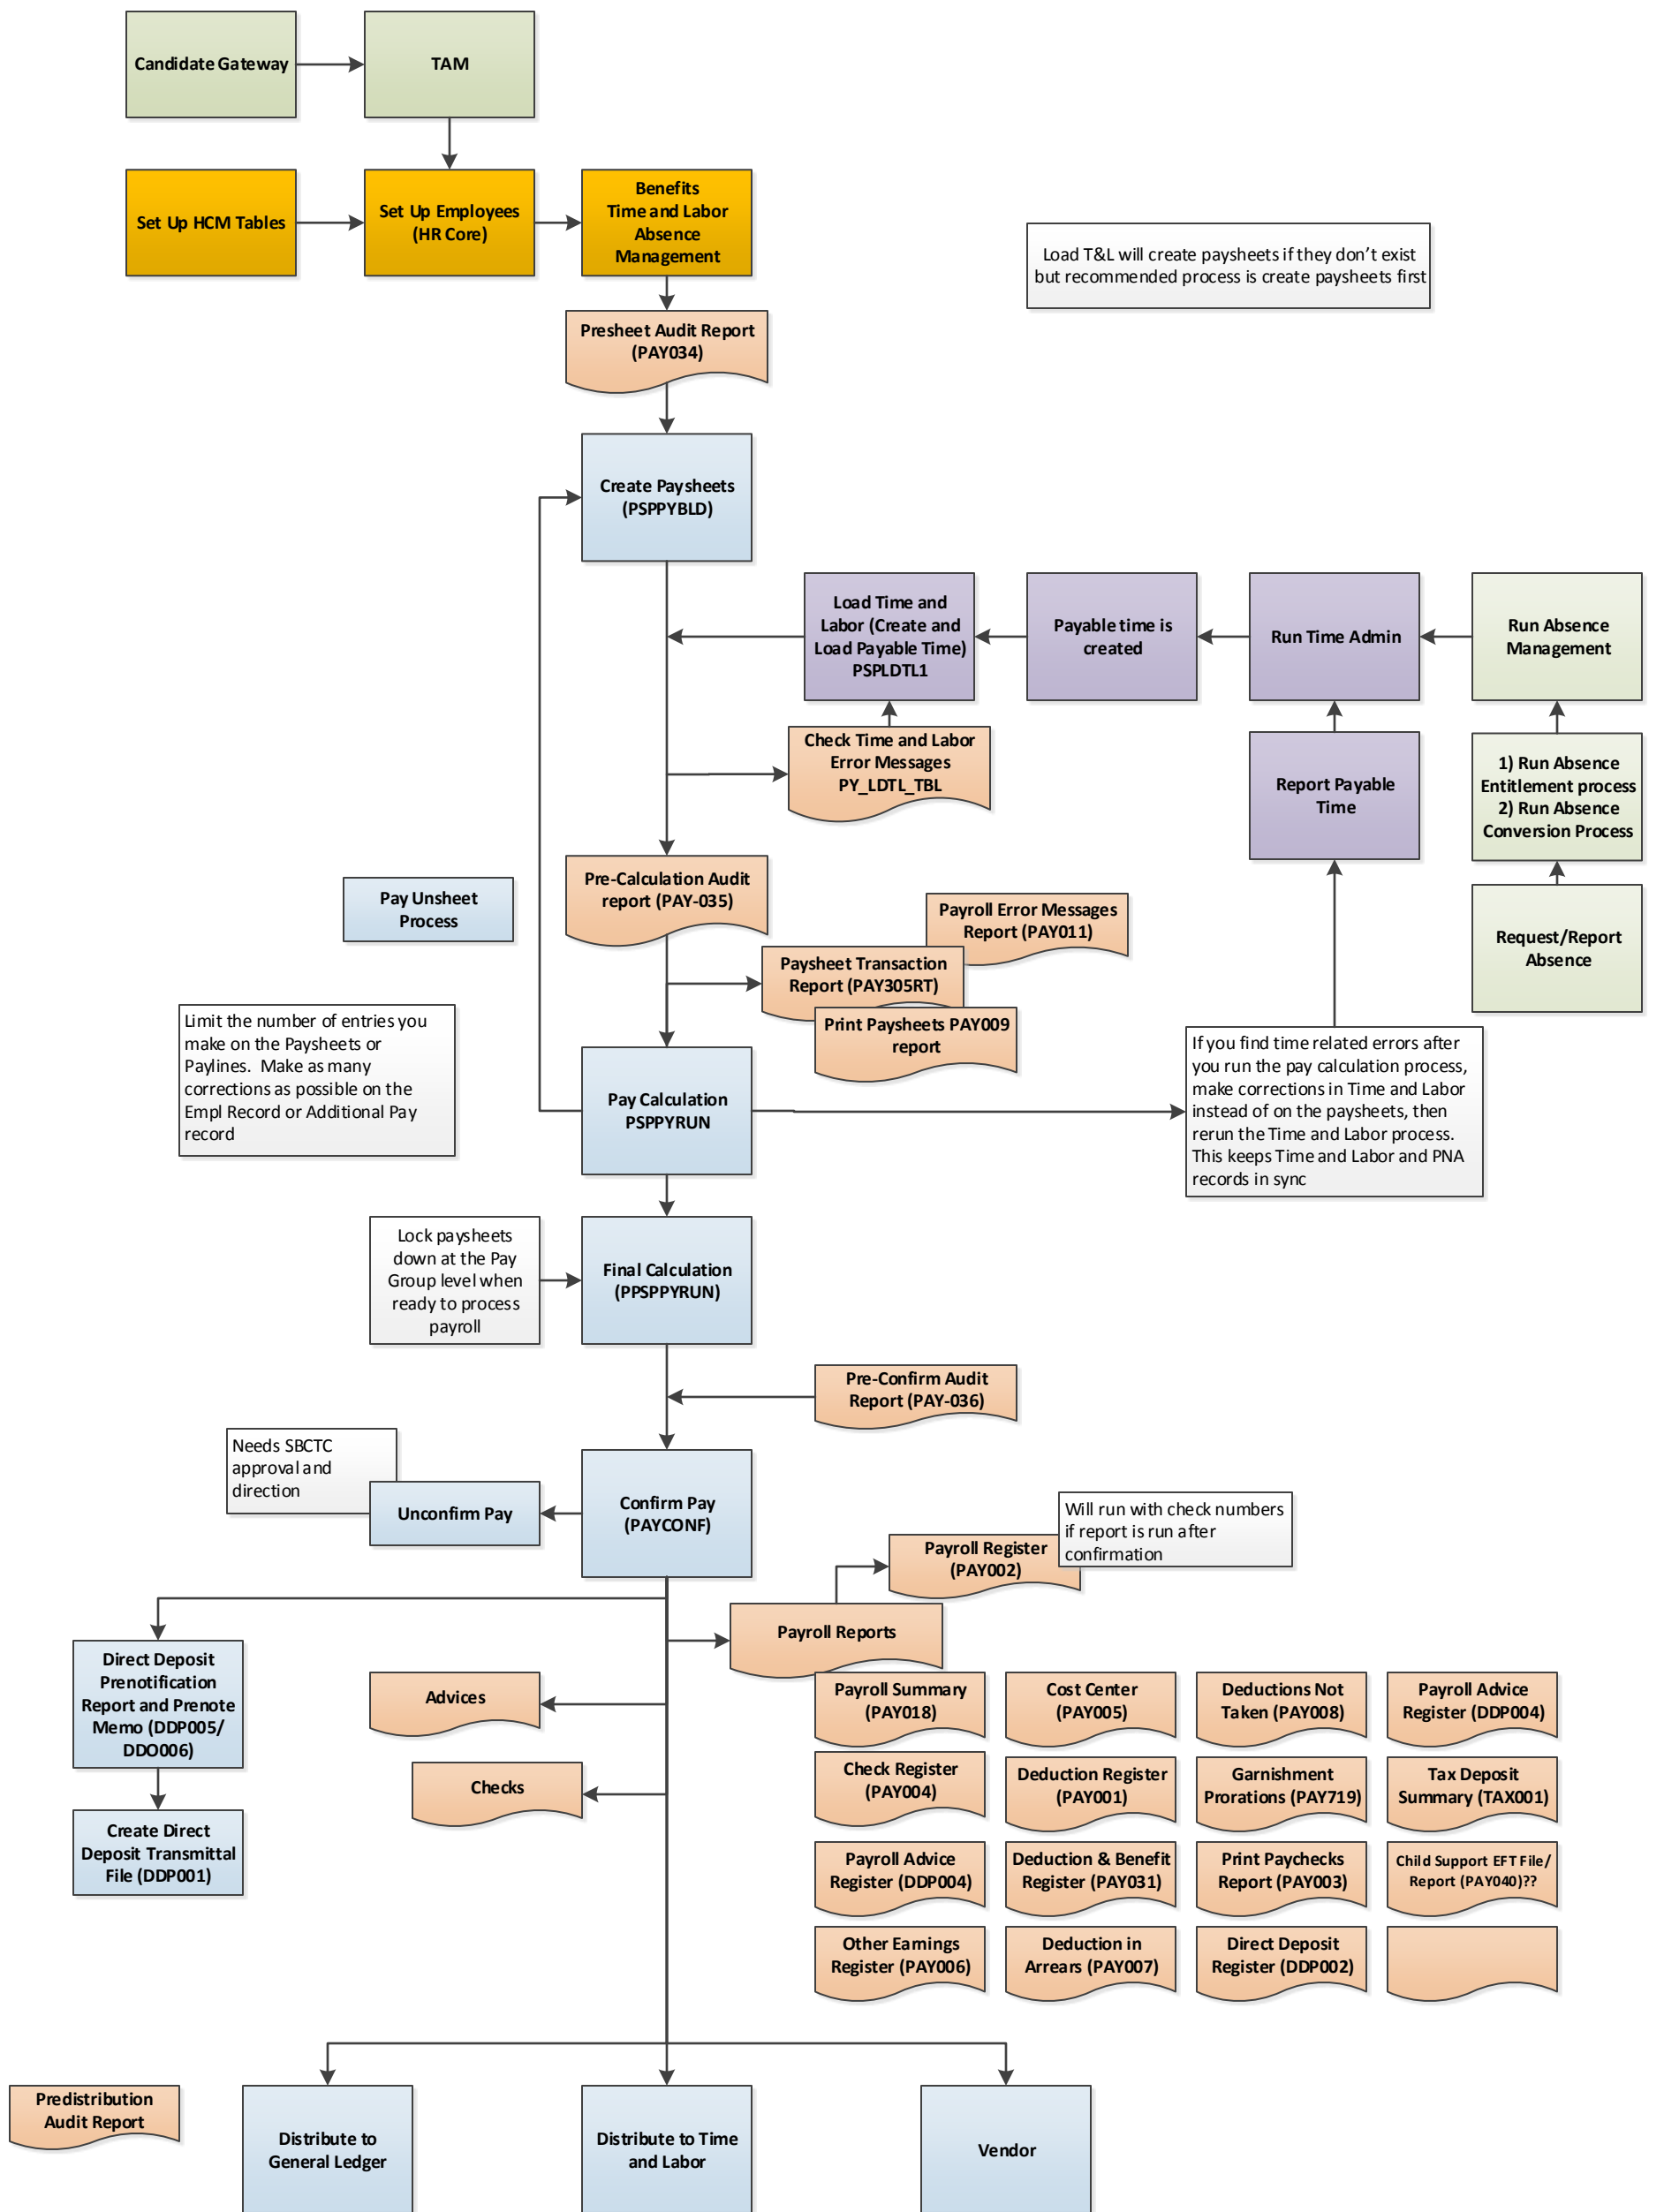 Candidate Gateway
TAM
Set Up HCM Tables
Set Up Employees
(HR Core)
Benefits
Time and Labor
Absence
Management
Load T&L will create paysheets if they don't exist
but recommended process is create paysheets first
Presheet Audit Report
(PAY034)
Create Paysheets
(PSPPYBLD)
Load Time and
Labor (Create and
Load Payable Time)
PSPLDTL1
Payable time is
created
Run Time Admin
Run Absence
Management
Check Time and Labor
Error Messages
PY_LDTL_TBL
Report Payable
Time
1) Run Absence
Entitlement process
2) Run Absence
Conversion Process
Pay Unsheet
Process
Pre-Calculation Audit
report (PAY-035)
Payroll Error Messages
Report (PAY011)
Request/Report
Absence
Paysheet Transaction
Report (PAY305RT)
Print Paysheets PAY009
report
Limit the number of entries you
make on the Paysheets or
Paylines. Make as many
corrections as possible on the
Empl Record or Additional Pay
record
Pay Calculation
PSPPYRUN
If you find time related errors after
you run the pay calculation process,
make corrections in Time and Labor
instead of on the paysheets, then
rerun the Time and Labor process.
This keeps Time and Labor and PNA
records in sync
Lock paysheets
down at the Pay
Group level when
ready to process
payroll
Final Calculation
(PPSPPYRUN)
Pre-Confirm Audit
Report (PAY-036)
Needs SBCTC
approval and
direction
Unconfirm Pay
Confirm Pay
(PAYCONF)
Will run with check numbers
if report is run after
confirmation
Payroll Register
(PAY002)
Payroll Reports
Direct Deposit
Prenotification
Report and Prenote
Memo (DDP005/
DDO006)
Advices
Payroll Summary
(PAY018)
Cost Center
(PAY005)
Deductions Not
Taken (PAY008)
Payroll Advice
Register (DDP004)
Checks
Check Register
(PAY004)
Deduction Register
(PAY001)
Garnishment
Prorations (PAY719)
Tax Deposit
Summary (TAX001)
Create Direct
Deposit Transmittal
File (DDP001)
Payroll Advice
Register (DDP004)
Deduction & Benefit
Register (PAY031)
Print Paychecks
Report (PAY003)
Child Support EFT File/
Report (PAY040)??
Other Earnings
Register (PAY006)
Deduction in
Arrears (PAY007)
Direct Deposit
Register (DDP002)
Predistribution
Audit Report
Distribute to
General Ledger
Distribute to Time
and Labor
Vendor